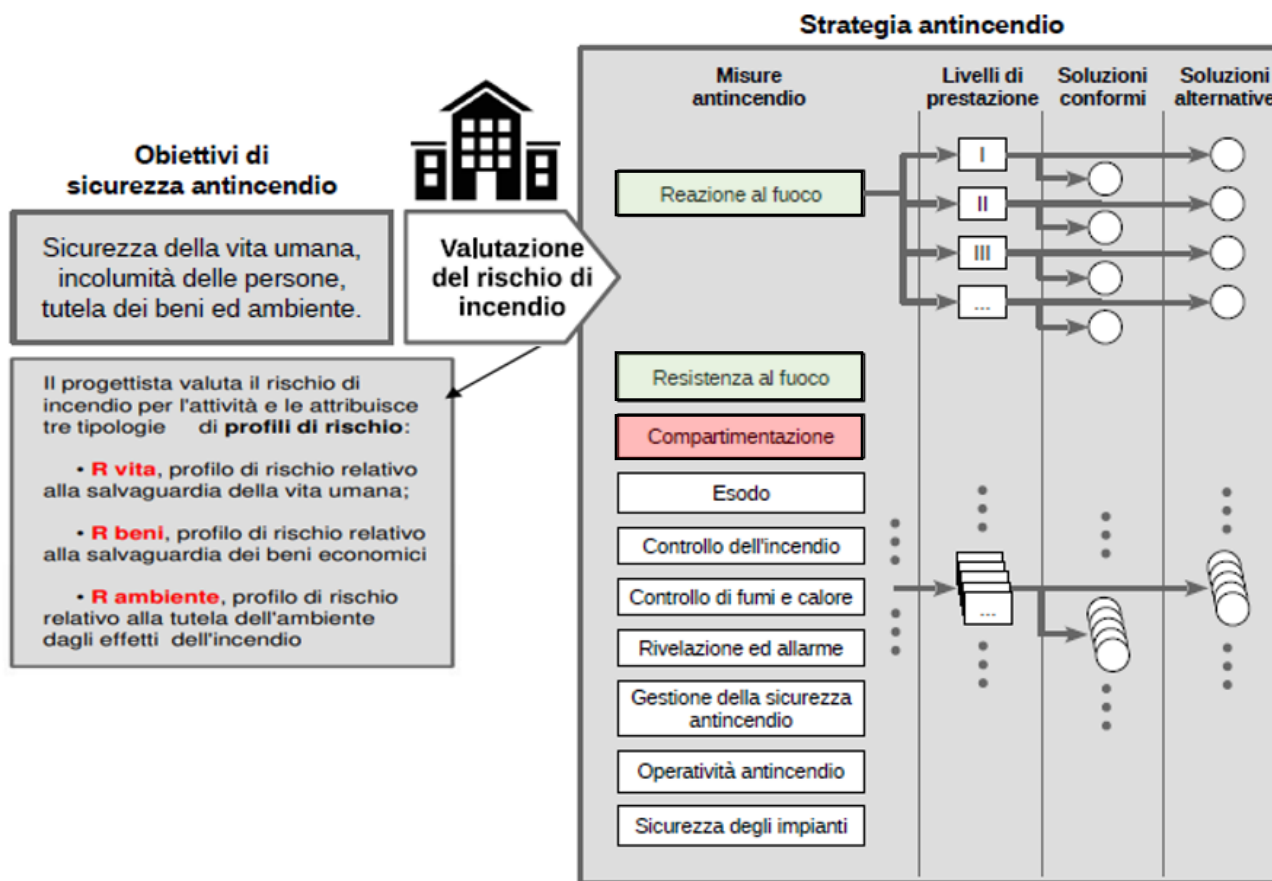 Strategia antincendio
Misure
antincendio
Livelli di
prestazione
Soluzioni
conformi
Soluzioni
alternative
Obiettivi di
sicurezza antincendio
Sicurezza della vita umana,
incolumità delle persone,
tutela dei beni ed ambiente.
Valutazione
del rischio di
incendio
Il progettista valuta il rischio di
incendio per l'attività e le attribuisce
tre tipologie di profili di rischio:
• R vita, profilo di rischio relativo
alla salvaguardia della vita umana;
• R beni, profilo di rischio relativo
alla salvaguardia dei beni economici
• R ambiente, profilo di rischio
relativo alla tutela dell'ambiente
dagli effetti dell'incendio
Reazione al fuoco
I
II
III
...
Resistenza al fuoco
Compartimentazione
Esodo
Controllo dell'incendio
Controllo di fumi e calore
...
Rivelazione ed allarme
Gestione della sicurezza
antincendio
Operatività antincendio
Sicurezza degli impianti